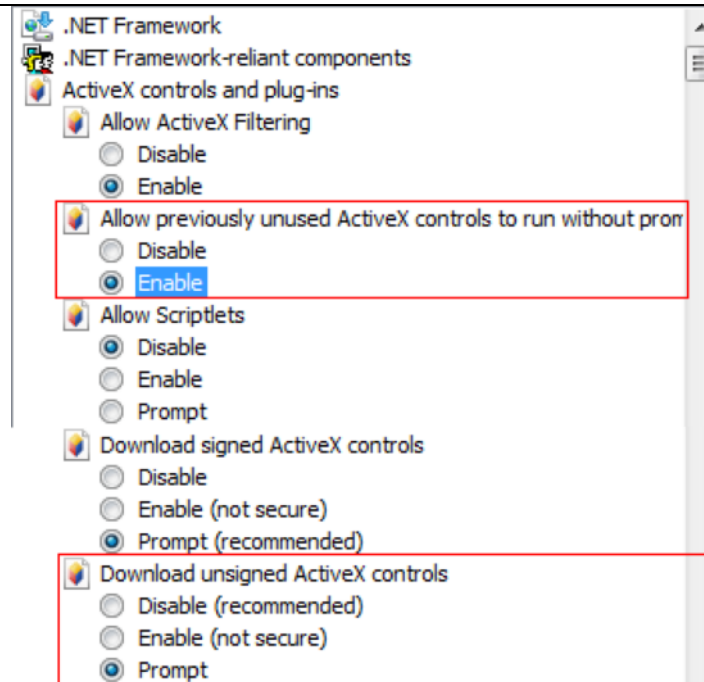 .NET Framework
.NET Framework-reliant components
ActiveX controls and plug-ins
Allow ActiveX Filtering
Disable
Enable
Allow previously unused ActiveX controls to run without prom
Disable
Enable
Allow Scriptlets
Disable
Enable
Prompt
Download signed ActiveX controls
Disable
Enable (not secure)
Prompt (recommended)
Download unsigned ActiveX controls
Disable (recommended)
Enable (not secure)
Prompt